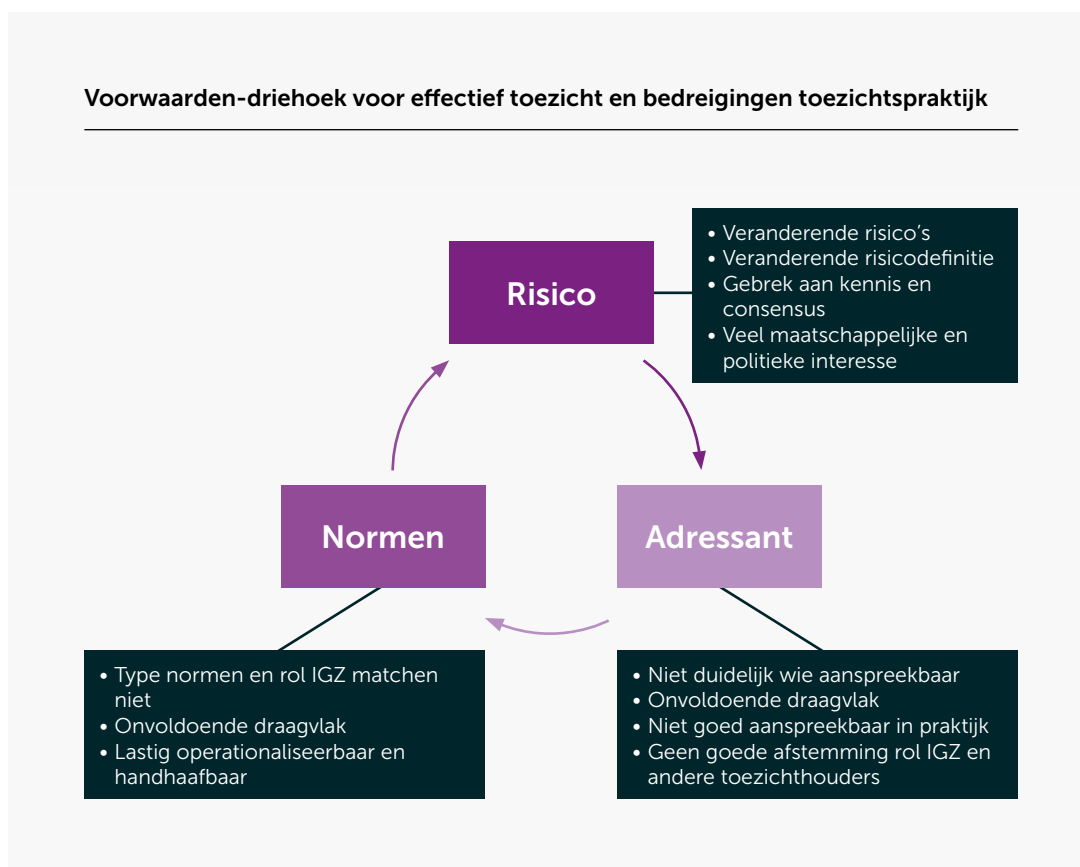 Voorwaarden-driehoek voor effectief toezicht en bedreigingen toezichtspraktijk
Risico
• Veranderende risico's
• Veranderende risicodefinitie
• Gebrek aan kennis en
consensus
• Veel maatschappelijke en
politieke interesse
Normen
Adressant
• Type normen en rol IGZ matchen
niet
• Onvoldoende draagvlak
• Lastig operationaliseerbaar en
handhaafbaar
• Niet duidelijk wie aanspreekbaar
• Onvoldoende draagvlak
• Niet goed aanspreekbaar in praktijk
• Geen goede afstemming rol IGZ en
andere toezichthouders